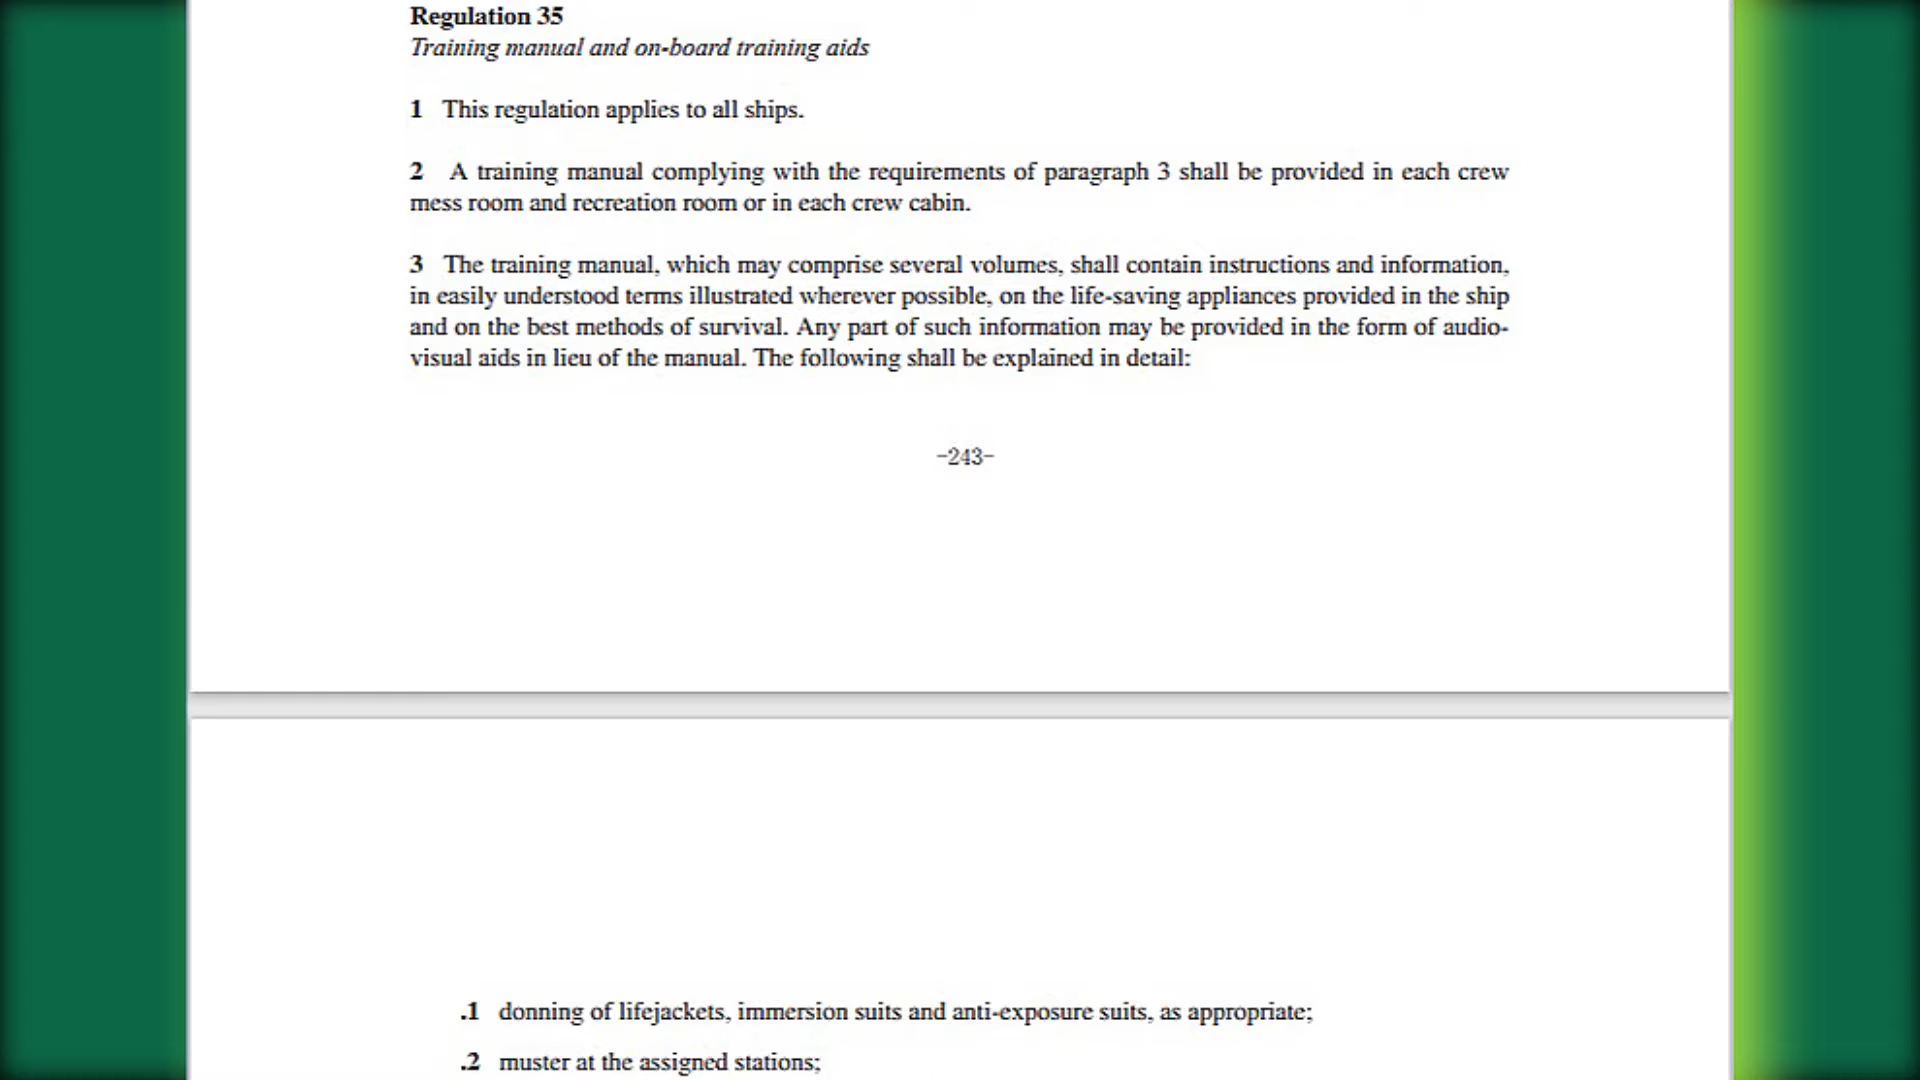 Regulation 35
Training manual and on-board training aids
1 This regulation applies to all ships.
2 A training manual complying with the requirements of paragraph 3 shall be provided in each crew
mess room and recreation room or in each crew cabin.
3 The training manual, which may comprise several volumes, shall contain instructions and information,
in easily understood terms illustrated wherever possible, on the life-saving appliances provided in the ship
and on the best methods of survival. Any part of such information may be provided in the form of audio-
visual aids in lieu of the manual. The following shall be explained in detail:
-243-
.1 donning of lifejackets, immersion suits and anti-exposure suits, as appropriate;
.2 muster at the assigned stations;